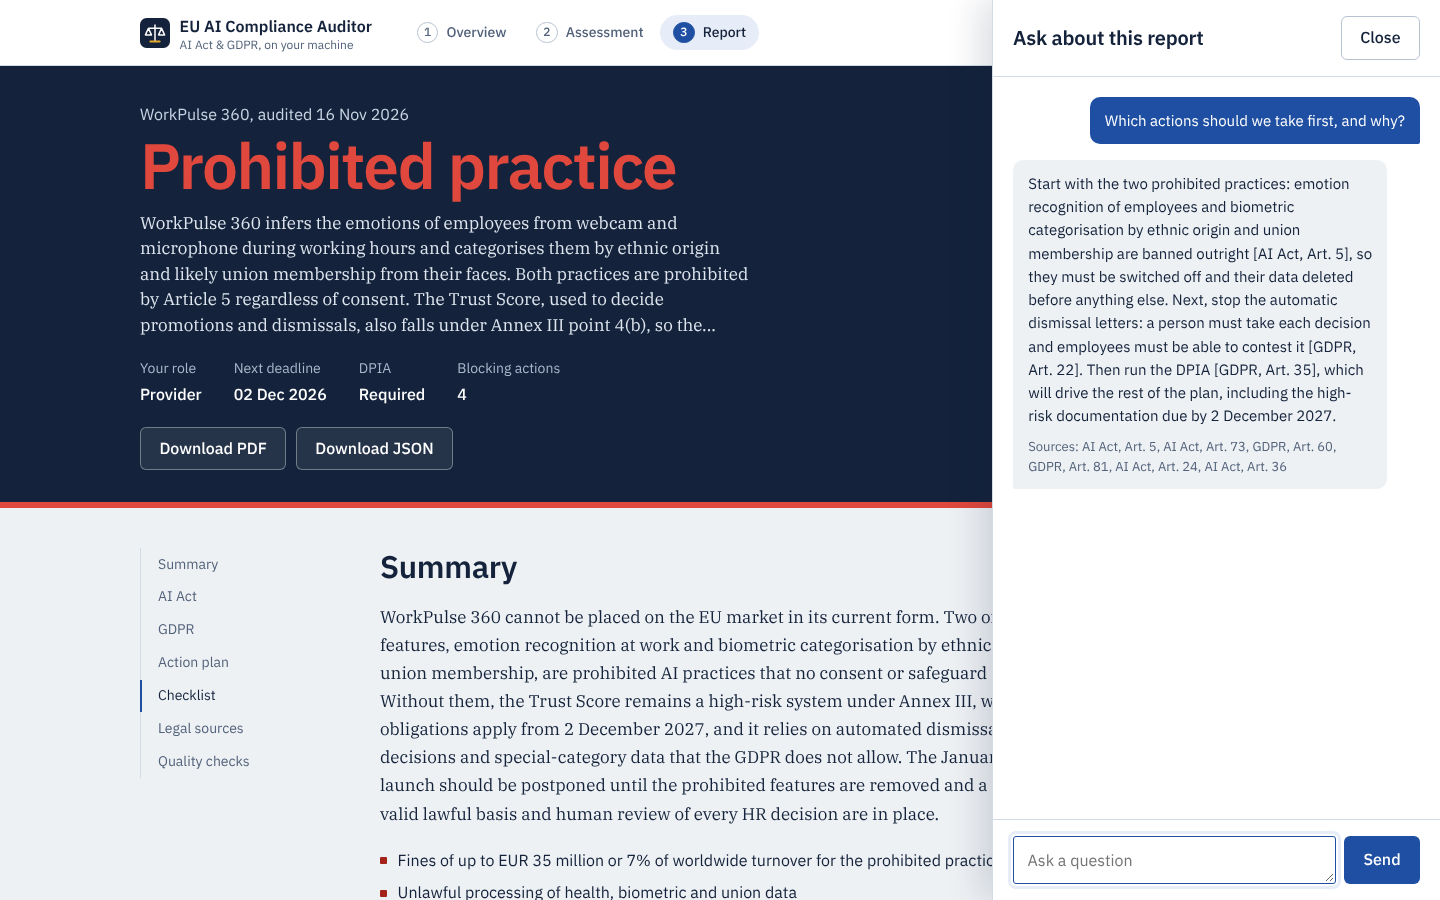 EU AI Compliance Auditor
AI Act & GDPR, on your machine
1 Overview
2 Assessment
3 Report
WorkPulse 360, audited 16 Nov 2026
Prohibited practice
WorkPulse 360 infers the emotions of employees from webcam and
microphone during working hours and categorises them by ethnic origin
and likely union membership from their faces. Both practices are prohibited
by Article 5 regardless of consent. The Trust Score, used to decide
promotions and dismissals, also falls under Annex III point 4(b), so the...
Your role
Provider
Next deadline
02 Dec 2026
DPIA
Required
Blocking actions
4
Download PDF
Download JSON
Summary
AI Act
GDPR
Action plan
Checklist
Legal sources
Quality checks
Summary
WorkPulse 360 cannot be placed on the EU market in its current form. Two
features, emotion recognition at work and biometric categorisation by ethnic
union membership, are prohibited AI practices that no consent or safeguard
Without them, the Trust Score remains a high-risk system under Annex III,
obligations apply from 2 December 2027, and it relies on automated
decisions and special-category data that the GDPR does not allow. The
launch should be postponed until the prohibited features are removed and a
valid lawful basis and human review of every HR decision are in place.
Fines of up to EUR 35 million or 7% of worldwide turnover for the prohibited
Unlawful processing of health, biometric and union data
Ask about this report
Close
Which actions should we take first, and why?
Start with the two prohibited practices: emotion
recognition of employees and biometric
categorisation by ethnic origin and union
membership are banned outright [AI Act, Art. 5], so
they must be switched off and their data deleted
before anything else. Next, stop the automatic
dismissal letters: a person must take each decision
and employees must be able to contest it [GDPR,
Art. 22]. Then run the DPIA [GDPR, Art. 35], which
will drive the rest of the plan, including the high-
risk documentation due by 2 December 2027.
Sources: AI Act, Art. 5, AI Act, Art. 73, GDPR, Art. 60,
GDPR, Art. 81, AI Act, Art. 24, AI Act, Art. 36
Ask a question
Send